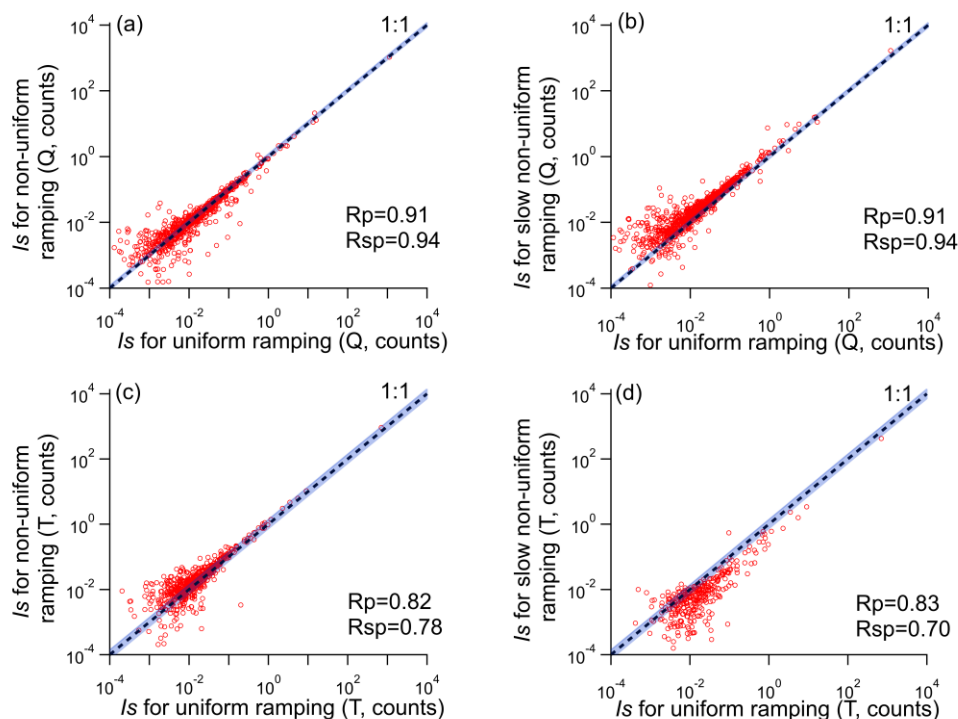 (a)
1:1
10^4
10^2
10^0
10^-2
10^-4
Is for non-uniform
ramping (Q, counts)
Rp=0.91
Rsp=0.94
10^-4
10^-2
10^0
10^2
10^4
Is for uniform ramping (Q, counts)
(b)
1:1
10^4
10^2
10^0
10^-2
10^-4
Is for slow non-uniform
ramping (Q, counts)
Rp=0.91
Rsp=0.94
10^-4
10^-2
10^0
10^2
10^4
Is for uniform ramping (Q, counts)
(c)
1:1
10^4
10^2
10^0
10^-2
10^-4
Is for non-uniform
ramping (T, counts)
Rp=0.82
Rsp=0.78
10^-4
10^-2
10^0
10^2
10^4
Is for uniform ramping (T, counts)
(d)
1:1
10^4
10^2
10^0
10^-2
10^-4
Is for slow non-uniform
ramping (T, counts)
Rp=0.83
Rsp=0.70
10^-4
10^-2
10^0
10^2
10^4
Is for uniform ramping (T, counts)